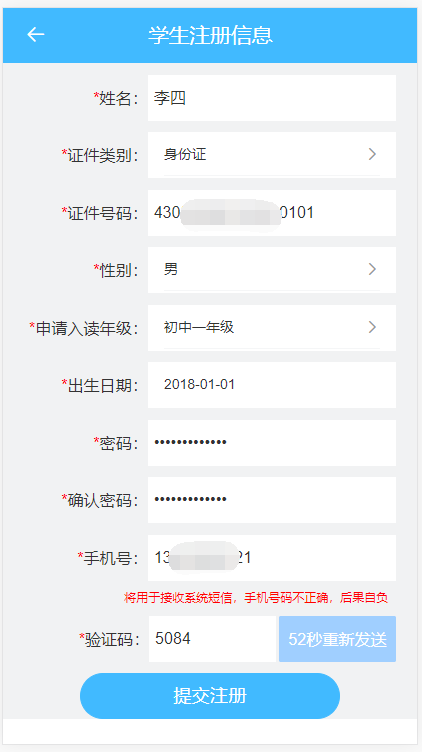 学生注册信息
*姓名： 李四
*证件类别： 身份证
*证件号码： 430 0101
*性别： 男
*申请入读年级： 初中一年级
*出生日期： 2018-01-01
*密码： •••••••••••••
*确认密码： •••••••••••••
*手机号： 13 21
将用于接收系统短信，手机号码不正确，后果自负
*验证码： 5084 52秒重新发送
提交注册